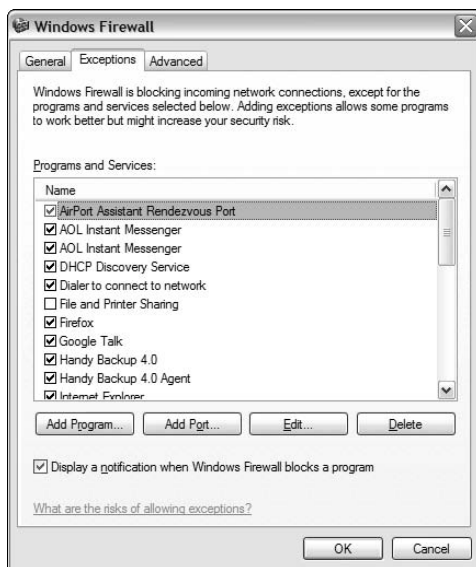 Windows Firewall
General Exceptions Advanced
Windows Firewall is blocking incoming network connections, except for the
programs and services selected below. Adding exceptions allows some programs
to work better but might increase your security risk.
Programs and Services:
Name
AirPort Assistant Rendezvous Port
AOL Instant Messenger
AOL Instant Messenger
DHCP Discovery Service
Dialer to connect to network
File and Printer Sharing
Firefox
Google Talk
Handy Backup 4.0
Handy Backup 4.0 Agent
Internet Explorer
Add Program... Add Port... Edit... Delete
Display a notification when Windows Firewall blocks a program
What are the risks of allowing exceptions?
OK Cancel